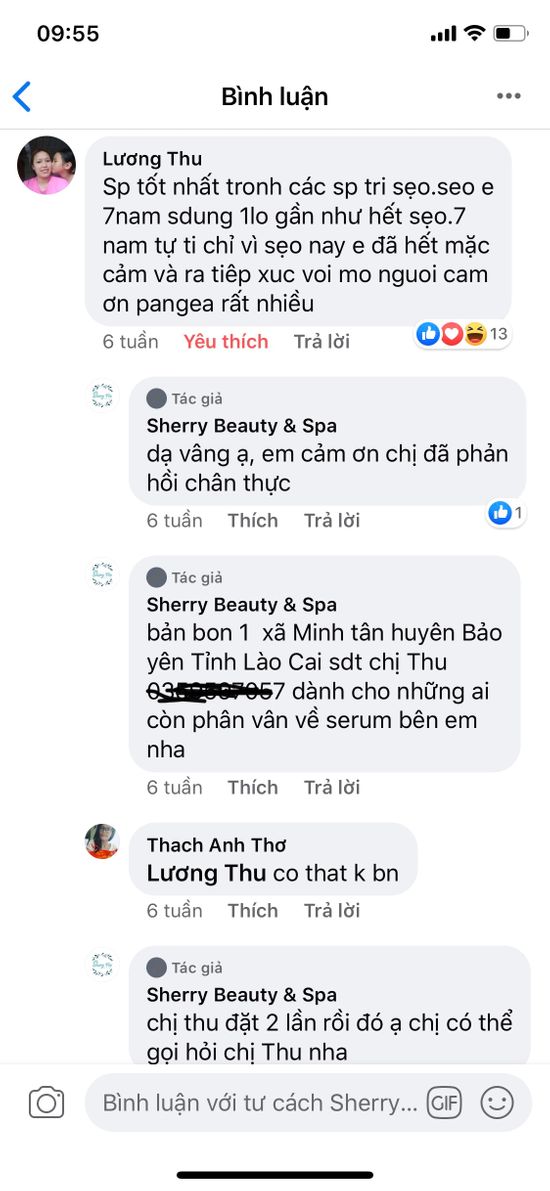 09:55
Bình luận
Lương Thu
Sp tốt nhất tronh các sp tri sẹo.seo e
7nam sdung 1lo gần như hết sẹo.7
nam tự ti chỉ vì sẹo nay e đã hết mặc
cảm và ra tiêp xuc voi mo nguoi cam
ơn pangea rất nhiều
6 tuần Yêu thích Trả lời 13
Tác giả
Sherry Beauty & Spa
dạ vâng ạ, em cảm ơn chị đã phản
hồi chân thực
6 tuần Thích Trả lời 1
Tác giả
Sherry Beauty & Spa
bản bon 1 xã Minh tân huyên Bảo
yên Tỉnh Lào Cai sdt chị Thu
7 dành cho những ai
còn phân vân về serum bên em
nha
6 tuần Thích Trả lời
Thach Anh Thơ
Lương Thu co that k bn
6 tuần Thích Trả lời
Tác giả
Sherry Beauty & Spa
chị thu đặt 2 lần rồi đó ạ chị có thể
gọi hỏi chị Thu nha
Bình luận với tư cách Sherry... GIF